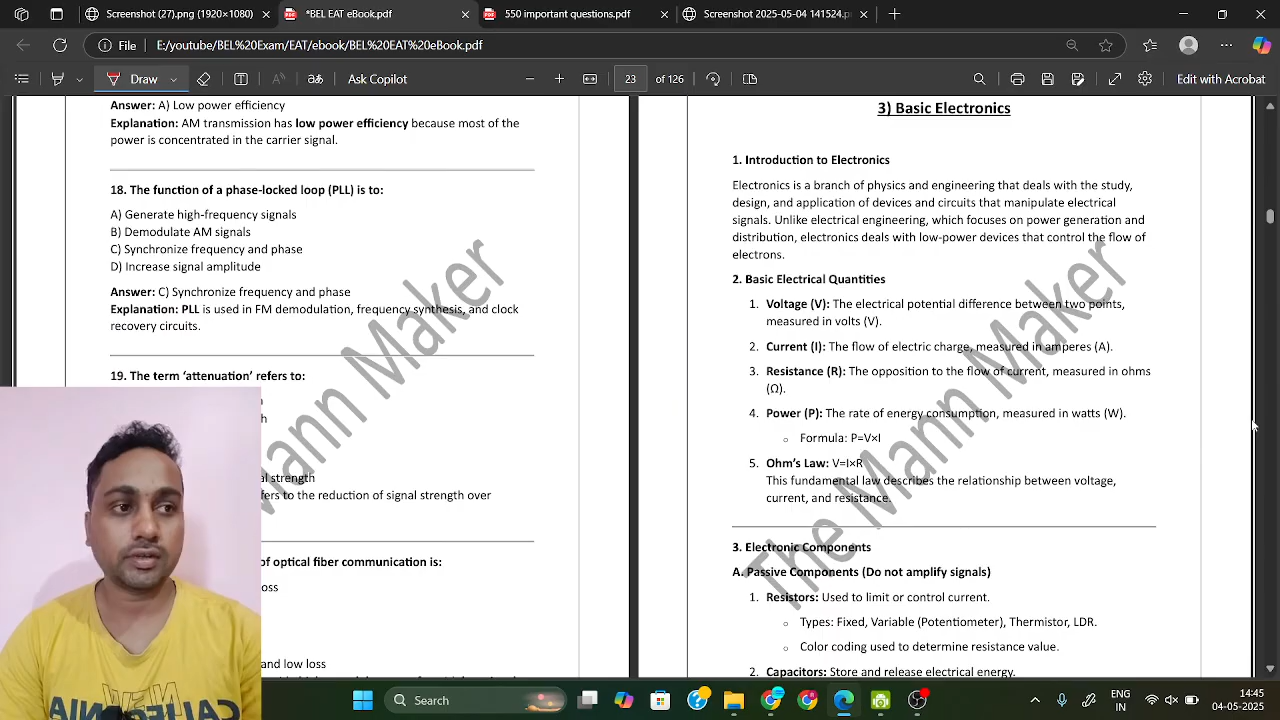 Screenshot (27).png (1920×1080)
*BEL EAT eBook.pdf
550 important questions.pdf
Screenshot 2025-05-04 141524.p
File
E:/youtube/BEL%20Exam/EAT/ebook/BEL%20EAT%20eBook.pdf
Draw
Ask Copilot
23 of 126
Edit with Acrobat
Answer: A) Low power efficiency
Explanation: AM transmission has low power efficiency because most of the
power is concentrated in the carrier signal.
18. The function of a phase-locked loop (PLL) is to:
A) Generate high-frequency signals
B) Demodulate AM signals
C) Synchronize frequency and phase
D) Increase signal amplitude
Answer: C) Synchronize frequency and phase
Explanation: PLL is used in FM demodulation, frequency synthesis, and clock
recovery circuits.
19. The term ‘attenuation’ refers to:
al strength
fers to the reduction of signal strength over
of optical fiber communication is:
oss
and low loss
Mann Maker
3) Basic Electronics
1. Introduction to Electronics
Electronics is a branch of physics and engineering that deals with the study,
design, and application of devices and circuits that manipulate electrical
signals. Unlike electrical engineering, which focuses on power generation and
distribution, electronics deals with low-power devices that control the flow of
electrons.
2. Basic Electrical Quantities
1. Voltage (V): The electrical potential difference between two points,
measured in volts (V).
2. Current (I): The flow of electric charge, measured in amperes (A).
3. Resistance (R): The opposition to the flow of current, measured in ohms
(Ω).
4. Power (P): The rate of energy consumption, measured in watts (W).
○ Formula: P=V×I
5. Ohm’s Law: V=I×R
This fundamental law describes the relationship between voltage,
current, and resistance.
3. Electronic Components
A. Passive Components (Do not amplify signals)
1. Resistors: Used to limit or control current.
○ Types: Fixed, Variable (Potentiometer), Thermistor, LDR.
○ Color coding used to determine resistance value.
2. Capacitors: Store and release electrical energy.
The Mann Maker
Search
ENG
IN
14:45
04-05-2025